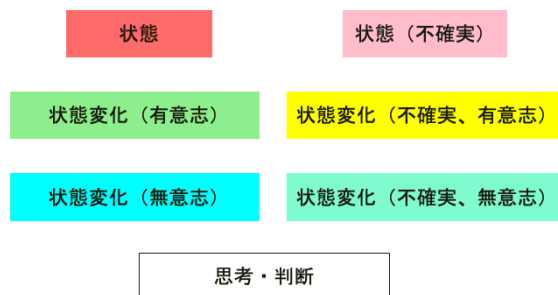 状態
状態（不確実）
状態変化（有意志）
状態変化（不確実、有意志）
状態変化（無意志）
状態変化（不確実、無意志）
思考・判断